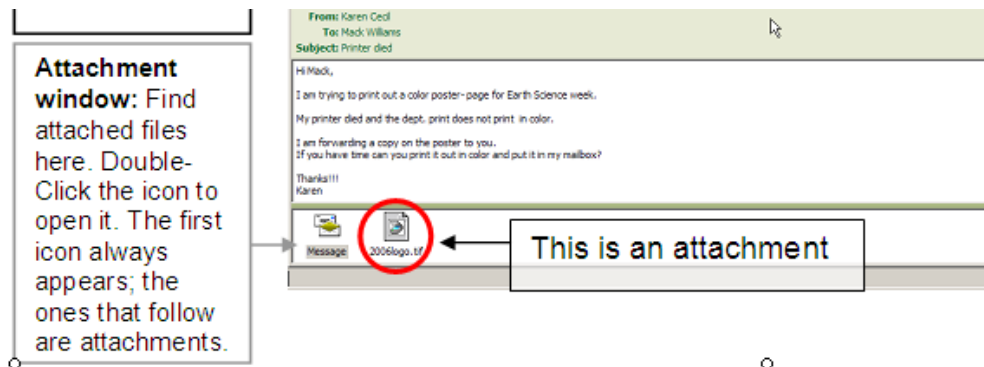 Attachment
window: Find
attached files
here. Double-
Click the icon to
open it. The first
icon always
appears; the
ones that follow
are attachments.
From: Karen Cecil
To: Mack Williams
Subject: Printer died
Hi Mack,
I am trying to print out a color poster- page for Earth Science week.
My printer died and the dept. print does not print in color.
I am forwarding a copy on the poster to you.
If you have time can you print it out in color and put it in my mailbox?
Thanks!!!
Karen
Message
2006logo.tif
This is an attachment